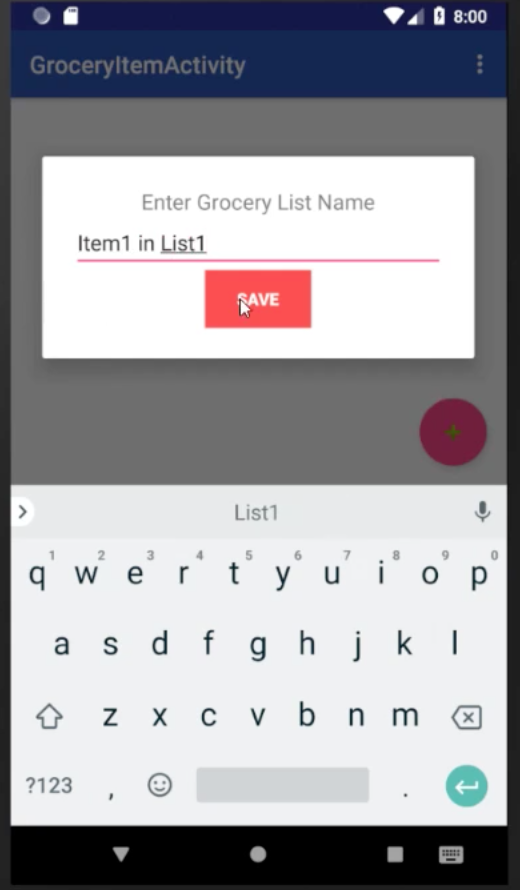 8:00
GroceryItemActivity
Enter Grocery List Name
Item1 in List1
SAVE
List1
1 2 3 4 5 6 7 8 9 0
q w e r t y u i o p
a s d f g h j k l
z x c v b n m
?123 , .